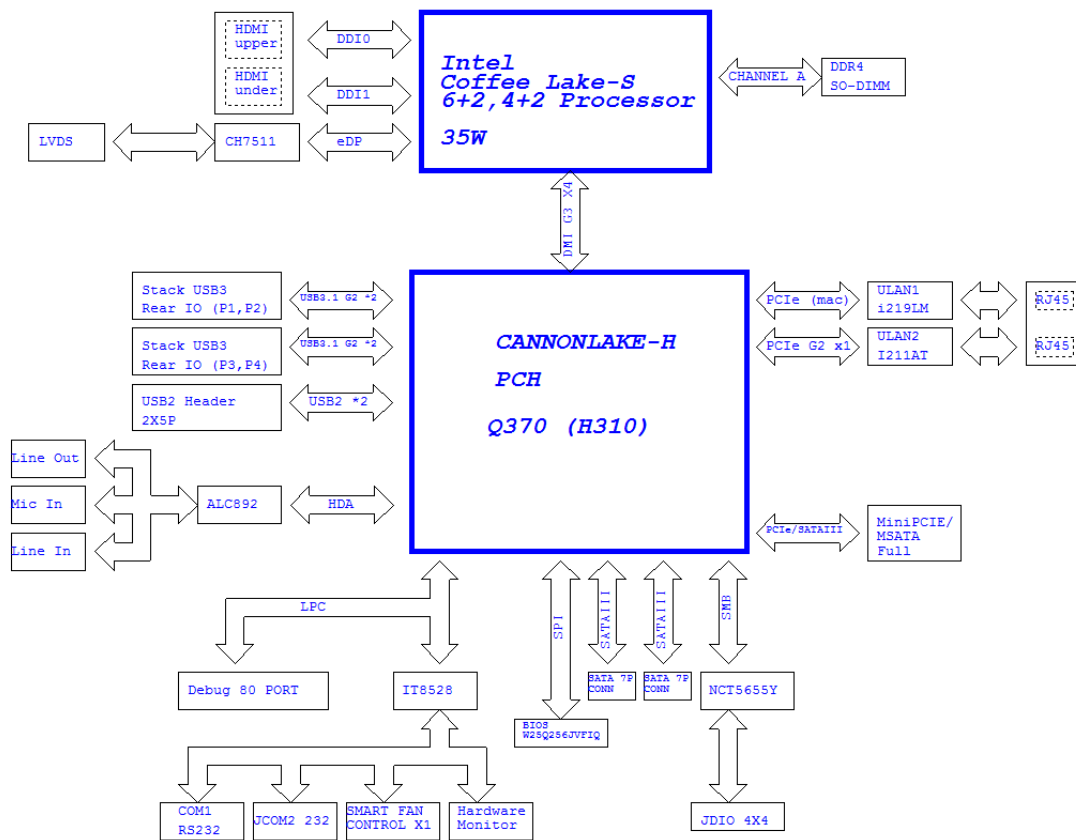 HDMI
upper
DDI0
HDMI
under
DDI1
LVDS
CH7511
eDP
Intel
Coffee Lake-S
6+2,4+2 Processor
35W
CHANNEL A
DDR4
SO-DIMM
DMI G3 X4
Stack USB3
Rear IO (P1,P2)
USB3.1 G2 *2
Stack USB3
Rear IO (P3,P4)
USB3.1 G2 *2
USB2 Header
2X5P
USB2 *2
CANNONLAKE-H
PCH
Q370 (H310)
PCIe (mac)
ULAN1
i219LM
RJ45
PCIe G2 x1
ULAN2
I211AT
RJ45
Line Out
Mic In
Line In
ALC892
HDA
PCIe/SATAIII
MiniPCIE/
MSATA
Full
LPC
SPI
SATAIII
SATAIII
SMB
Debug 80 PORT
IT8528
SATA 7P
CONN
SATA 7P
CONN
NCT5655Y
BIOS
W25Q256JVFIQ
COM1
RS232
JCOM2 232
SMART FAN
CONTROL X1
Hardware
Monitor
JDIO 4X4